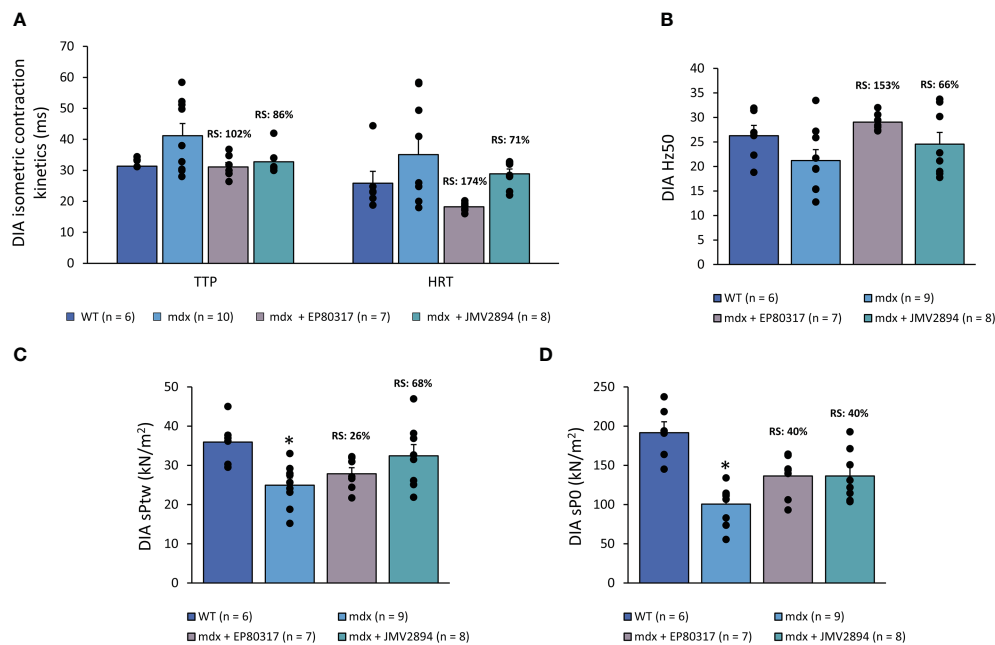 A
DIA isometric contraction
kinetics (ms)
70
60
50
40
30
20
10
0
RS: 102%
RS: 86%
RS: 174%
RS: 71%
TTP
HRT
WT (n = 6)
mdx (n = 10)
mdx + EP80317 (n = 7)
mdx + JMV2894 (n = 8)
B
DIA Hz50
40
35
30
25
20
15
10
5
0
RS: 153%
RS: 66%
WT (n = 6)
mdx (n = 9)
mdx + EP80317 (n = 7)
mdx + JMV2894 (n = 8)
C
DIA sPtw (kN/m²)
50
40
30
20
10
0
*
RS: 26%
RS: 68%
WT (n = 6)
mdx (n = 9)
mdx + EP80317 (n = 7)
mdx + JMV2894 (n = 8)
D
DIA sP0 (kN/m²)
250
200
150
100
50
0
*
RS: 40%
RS: 40%
WT (n = 6)
mdx (n = 9)
mdx + EP80317 (n = 7)
mdx + JMV2894 (n = 8)